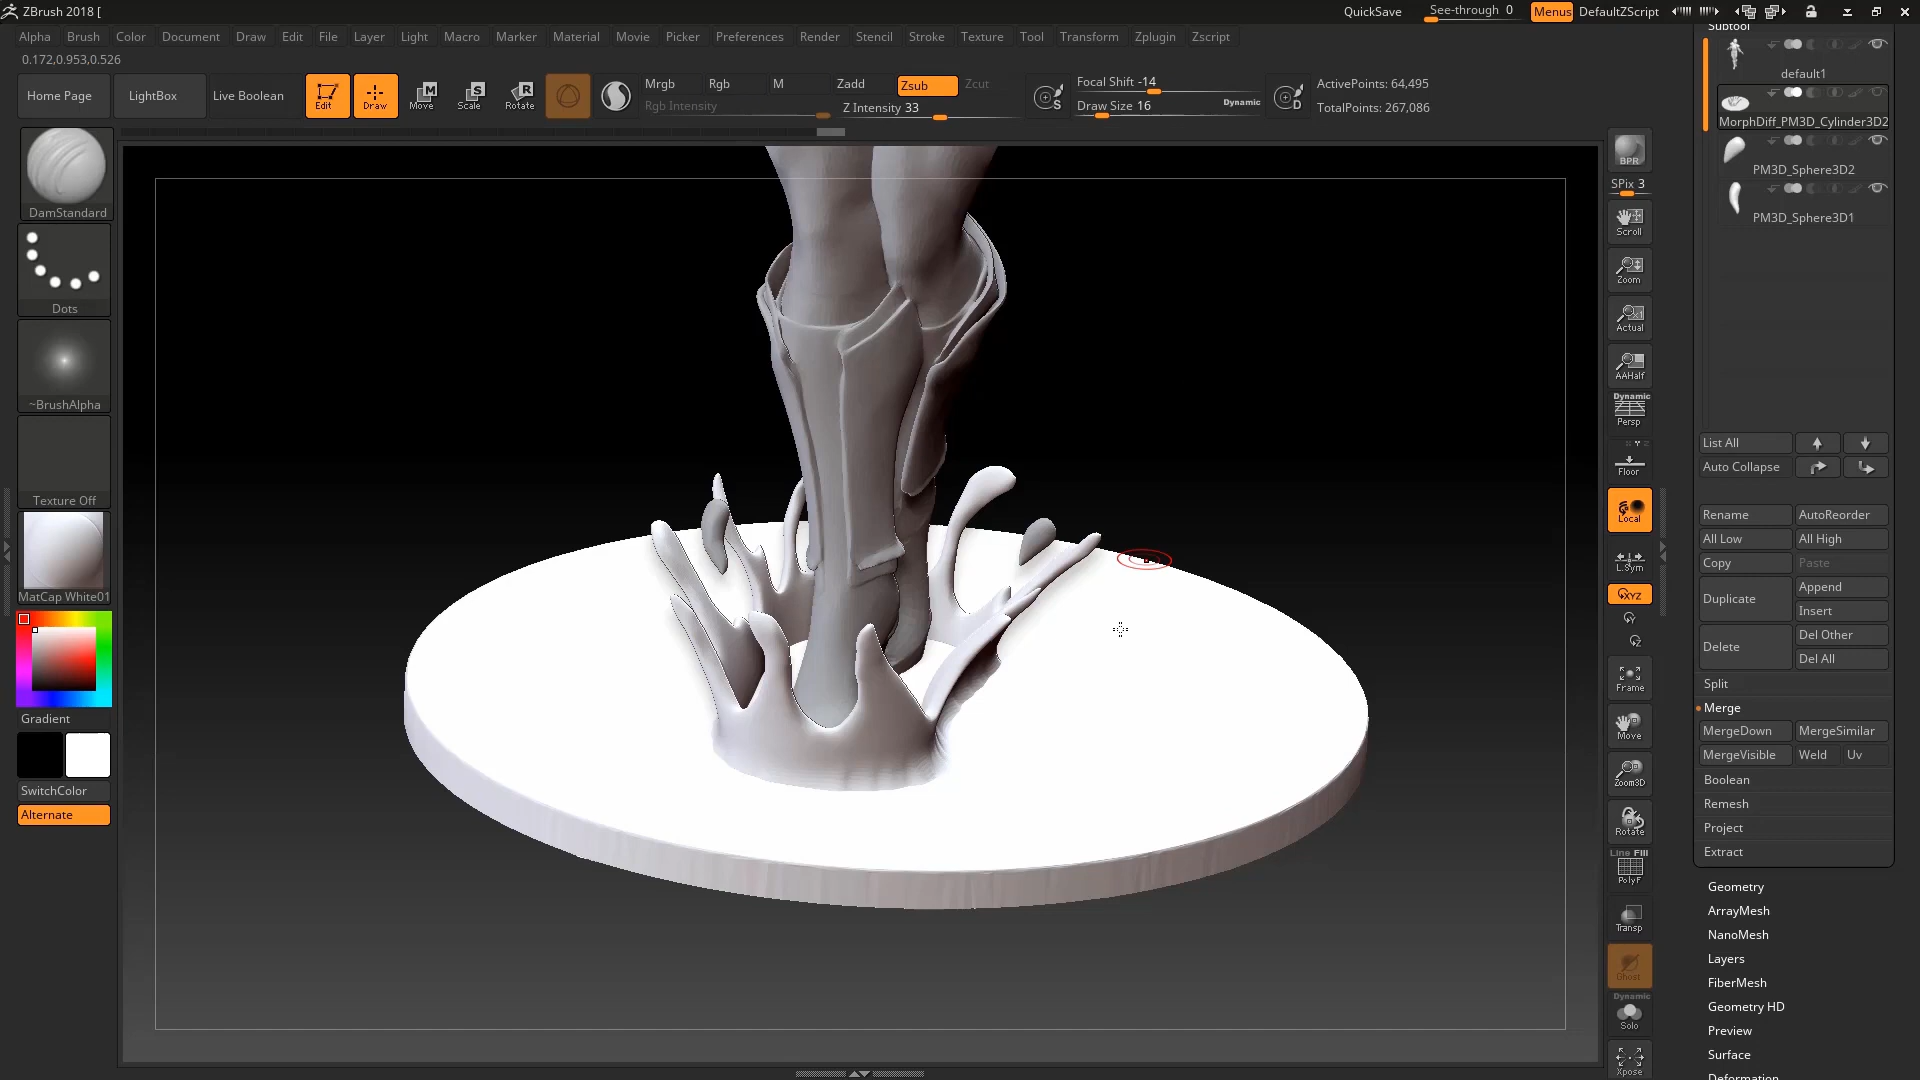 ZBrush 2018 [
QuickSave
See-through 0
Menus
DefaultZScript
Alpha Brush Color Document Draw Edit File Layer Light Macro Marker Material Movie Picker Preferences Render Stencil Stroke Texture Tool Transform Zplugin Zscript
0.172,0.953,0.526
Home Page
LightBox
Live Boolean
Edit
Draw
Move
Scale
Rotate
Mrgb Rgb M
Rgb Intensity
Zadd Zsub Zcut
Z Intensity 33
Focal Shift -14
Draw Size 16
Dynamic
ActivePoints: 64,495
TotalPoints: 267,086
DamStandard
Dots
~BrushAlpha
Texture Off
MatCap White01
Gradient
SwitchColor
Alternate
BPR
SPix 3
Scroll
Zoom
Actual
AAHalf
Dynamic
Persp
Floor
Local
L.Sym
XYZ
Frame
Move
Zoom3D
Rotate
Line Fill
PolyF
Transp
Ghost
Dynamic
Solo
Xpose
Subtool
default1
MorphDiff_PM3D_Cylinder3D2
PM3D_Sphere3D2
PM3D_Sphere3D1
List All
Auto Collapse
Rename AutoReorder
All Low All High
Copy Paste
Duplicate Append
Insert
Delete Del Other
Del All
Split
Merge
MergeDown MergeSimilar
MergeVisible Weld Uv
Boolean
Remesh
Project
Extract
Geometry
ArrayMesh
NanoMesh
Layers
FiberMesh
Geometry HD
Preview
Surface
Deformation